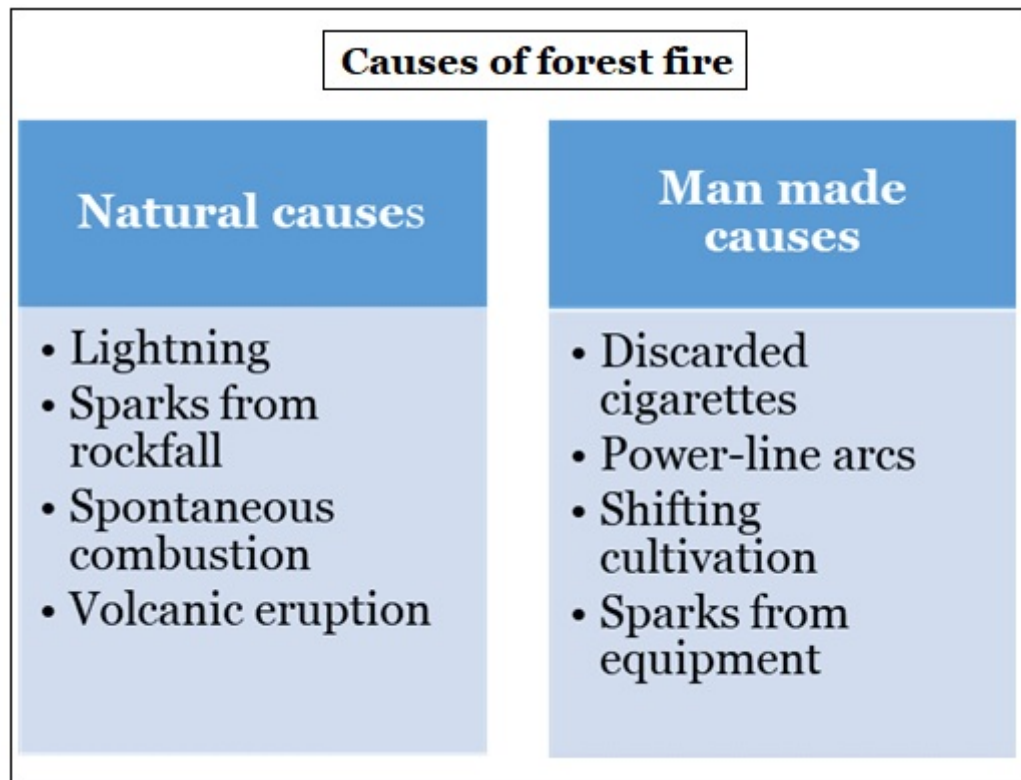 Causes of forest fire
Natural causes
• Lightning
• Sparks from
rockfall
• Spontaneous
combustion
• Volcanic eruption
Man made
causes
• Discarded
cigarettes
• Power-line arcs
• Shifting
cultivation
• Sparks from
equipment